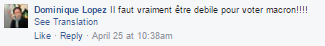 Dominique Lopez Il faut vraiment être debile pour voter macron!!!!
See Translation
Like · Reply · April 25 at 10:38am